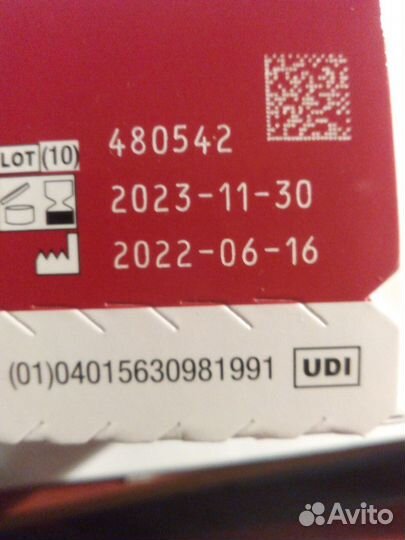 LOT (10) 480542
2023-11-30
2022-06-16
(01)04015630981991 UDI
Avito